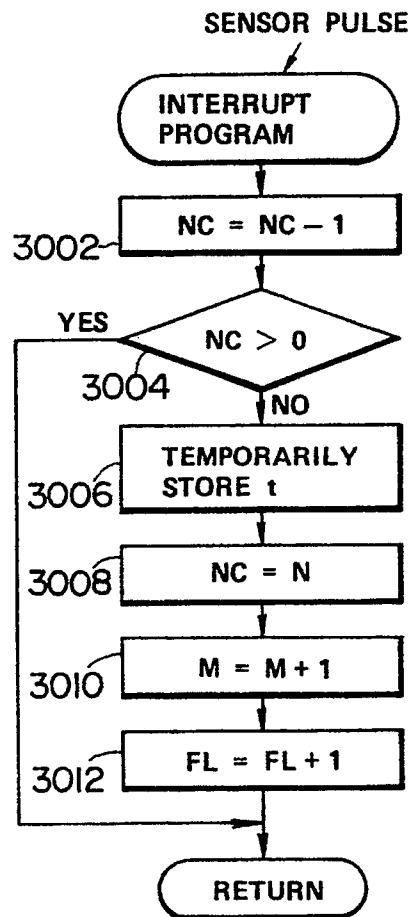 SENSOR PULSE
INTERRUPT
PROGRAM
NC = NC - 1
3002
YES
NC > 0
3004
NO
TEMPORARILY
STORE t
3006
NC = N
3008
M = M + 1
3010
FL = FL + 1
3012
RETURN